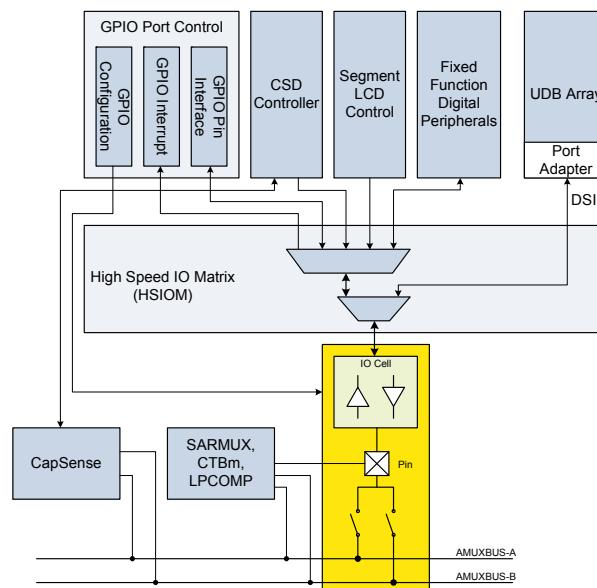 GPIO Port Control
GPIO
Configuration
GPIO Interrupt
GPIO Pin
Interface
CSD
Controller
Segment
LCD
Control
Fixed
Function
Digital
Peripherals
UDB Array
Port
Adapter
DSI
High Speed IO Matrix
(HSIOM)
IO Cell
CapSense
SARMUX,
CTBm,
LPCOMP
Pin
AMUXBUS-A
AMUXBUS-B